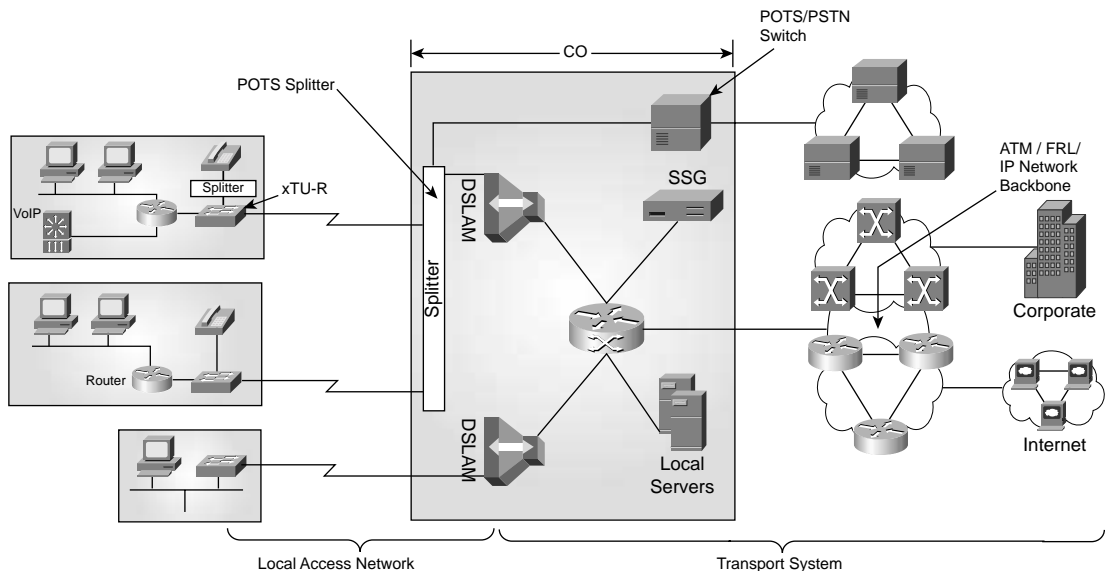 CO
POTS/PSTN
Switch
POTS Splitter
ATM / FRL/
IP Network
Backbone
Splitter
xTU-R
VoIP
DSLAM
SSG
Splitter
Corporate
Router
DSLAM
Local
Servers
Internet
Local Access Network
Transport System